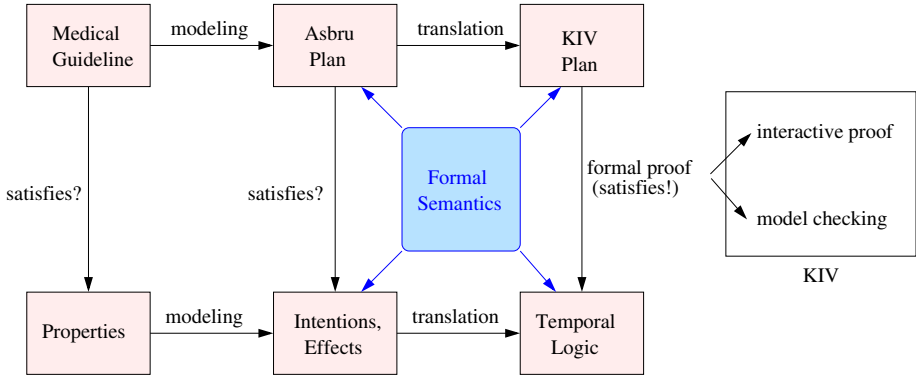 Medical
Guideline
modeling
Asbru
Plan
translation
KIV
Plan
satisfies?
satisfies?
Formal
Semantics
formal proof
(satisfies!)
interactive proof
model checking
KIV
Properties
modeling
Intentions,
Effects
translation
Temporal
Logic